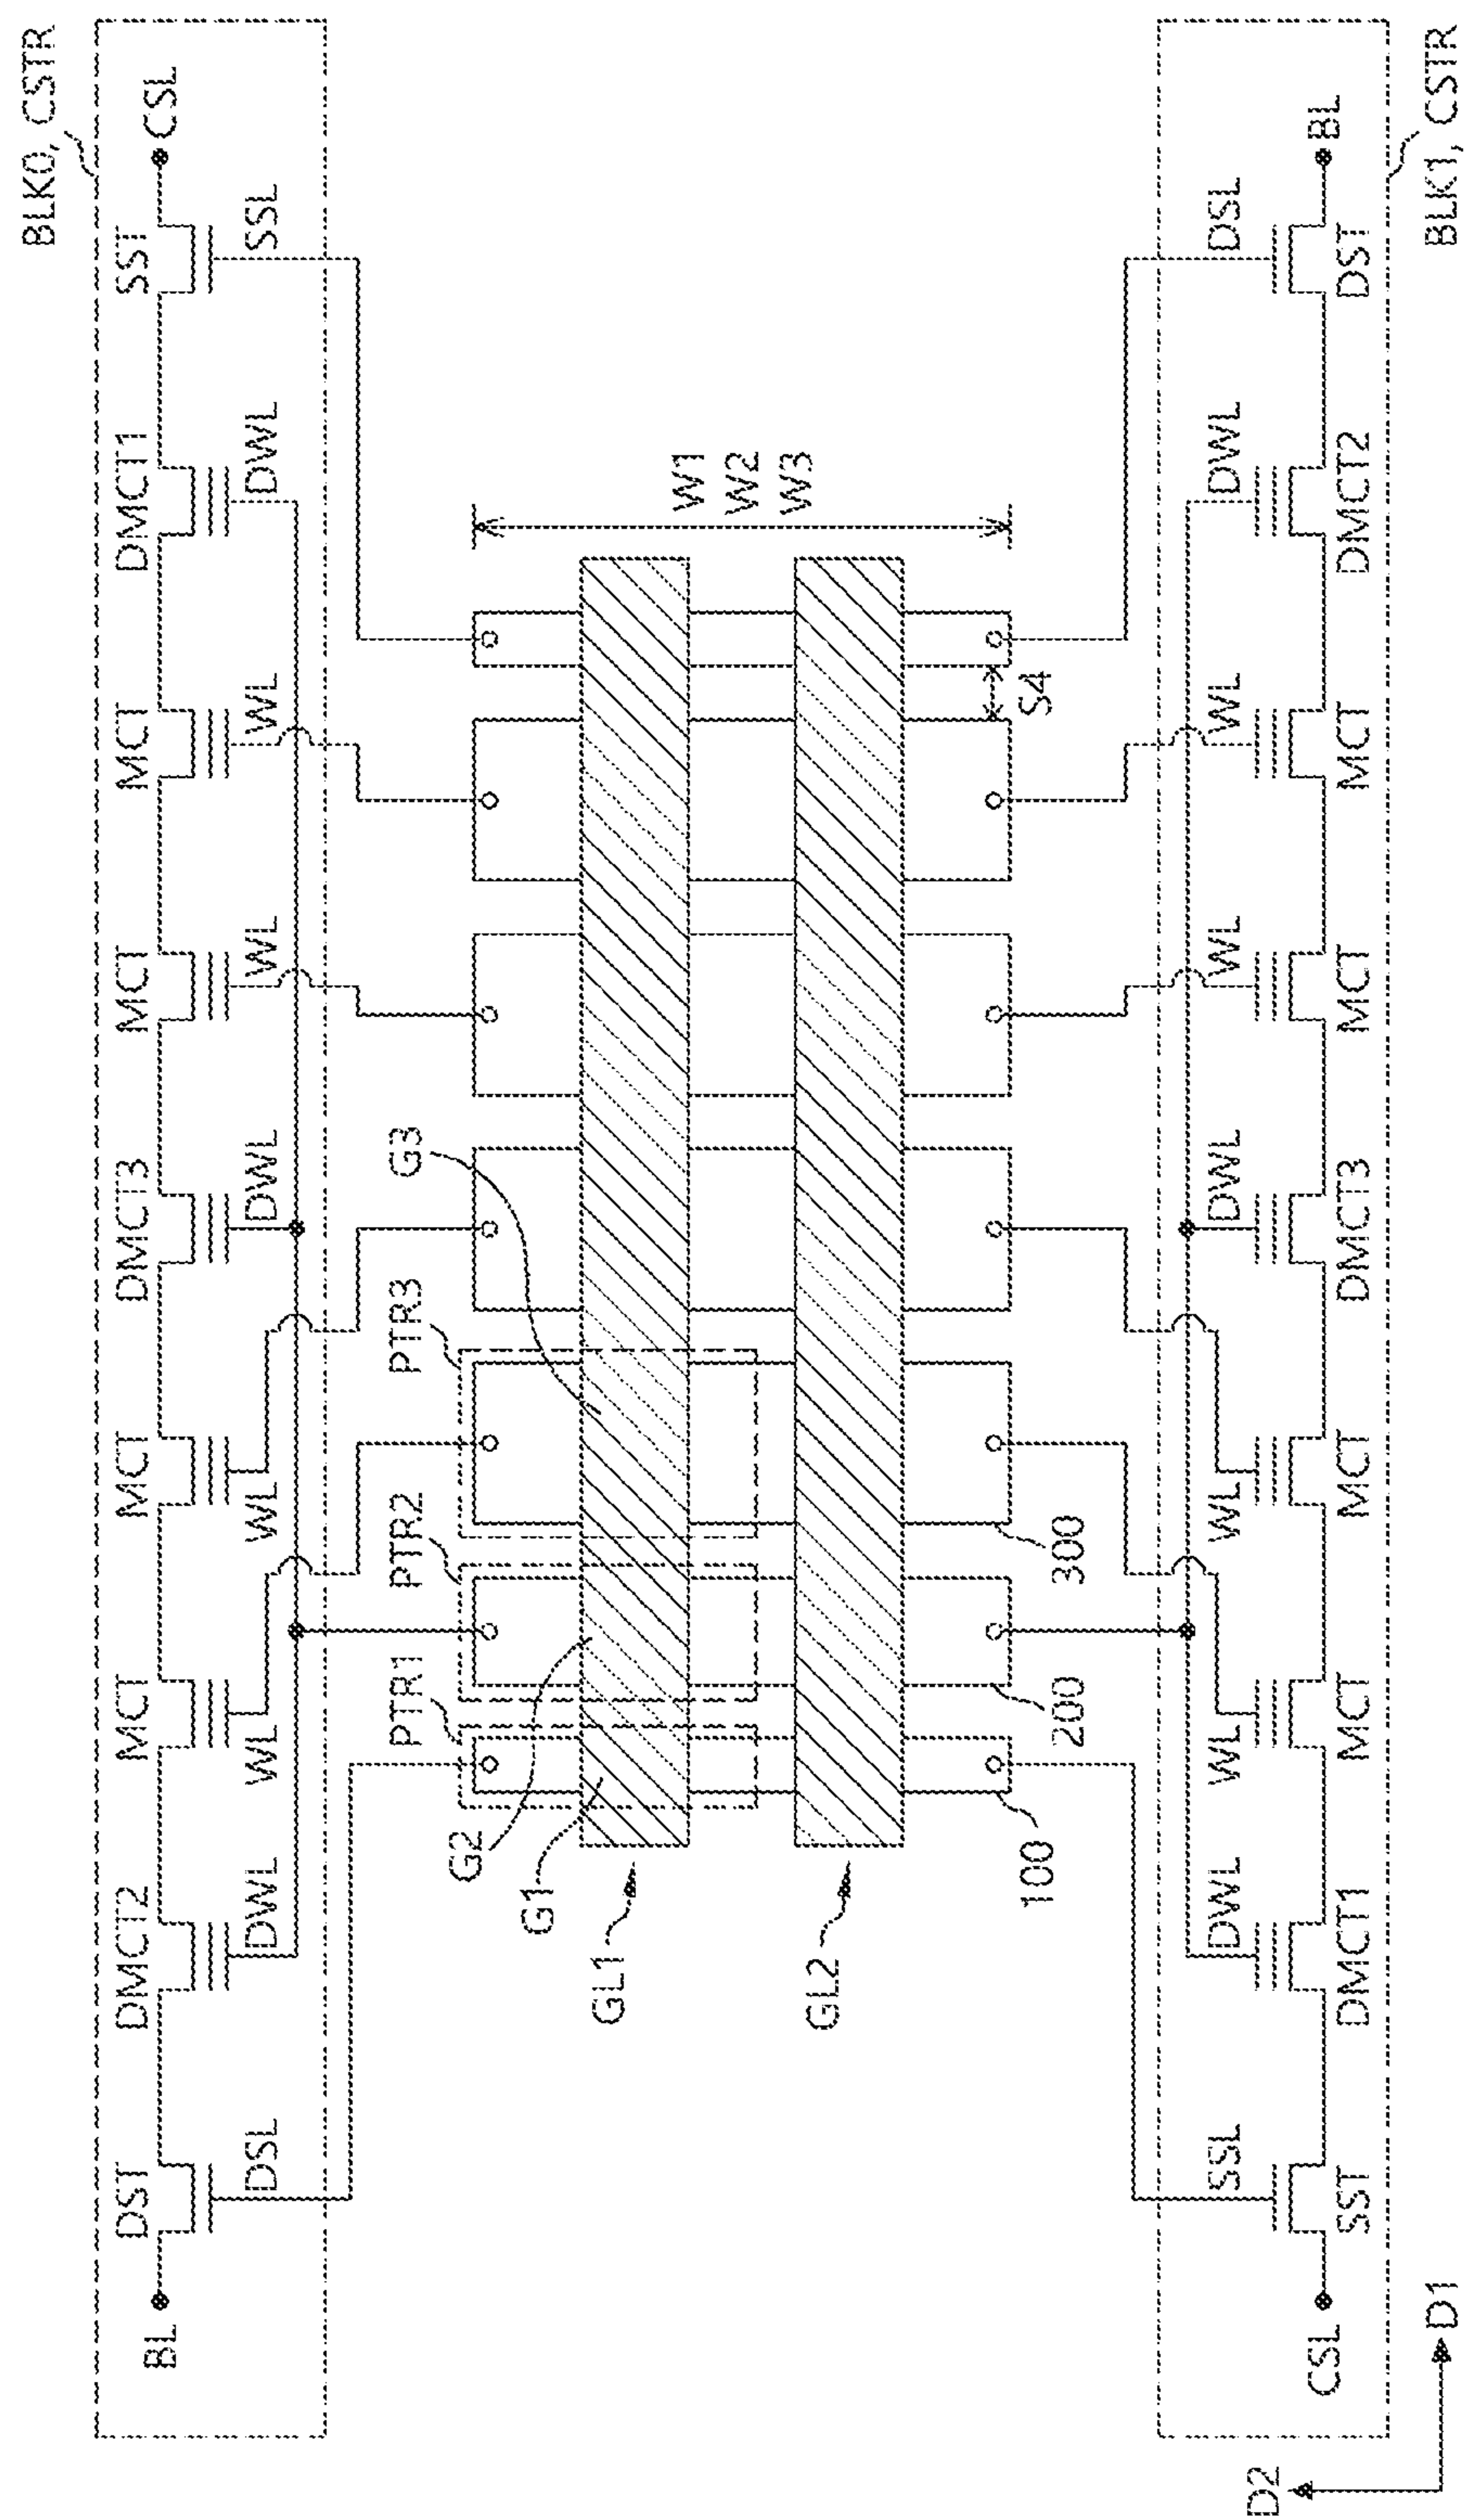 BLK0, CSTR
DST DMCT2 MCT MCT DMCT3 MCT MCT DMCT1 SST
BL CSL
DSL DWL WL WL DWL WL WL DWL SSL
PTR1 PTR2 PTR3 G3
G2
G1
GL1
W1
W2
W3
GL2
100 S4
200 300
SSL DWL WL WL DWL WL WL DWL DSL
D2
CSL BL
SST DMCT1 MCT MCT DMCT3 MCT MCT DMCT2 DST
D1 BLK1, CSTR